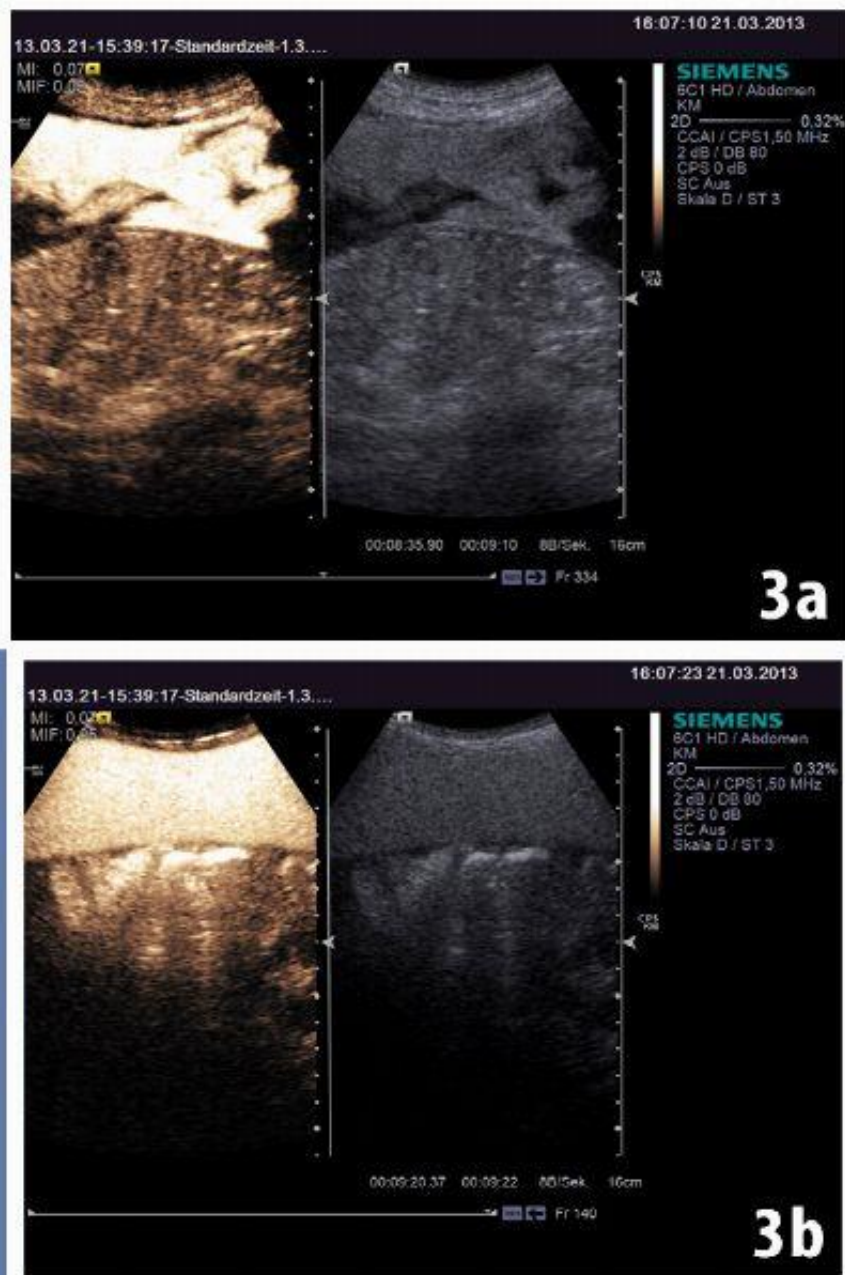 16:07:10 21.03.2013
13.03.21-15:39:17-Standardzeit-1.3....
MI: 0,07
MIF: 0,06
SIEMENS
6C1 HD / Abdomen
KM
2D 0,32%
CCAI / CPS1,50 MHz
2 dB / DB 80
CPS 0 dB
SC Aus
Skala D / ST 3
CPS
KM
00:08:35.90 00:09:10 8B/Sek. 16cm
Fr 334
3a
16:07:23 21.03.2013
13.03.21-15:39:17-Standardzeit-1.3....
MI:
MIF:
SIEMENS
6C1 HD / Abdomen
KM
2D 0,32%
CCAI / CPS1,50 MHz
2 dB / DB 80
CPS 0 dB
SC Aus
Skala D / ST 3
CPS
KM
00:09:20.37 00:09:22 8B/Sek. 16cm
Fr 140
3b